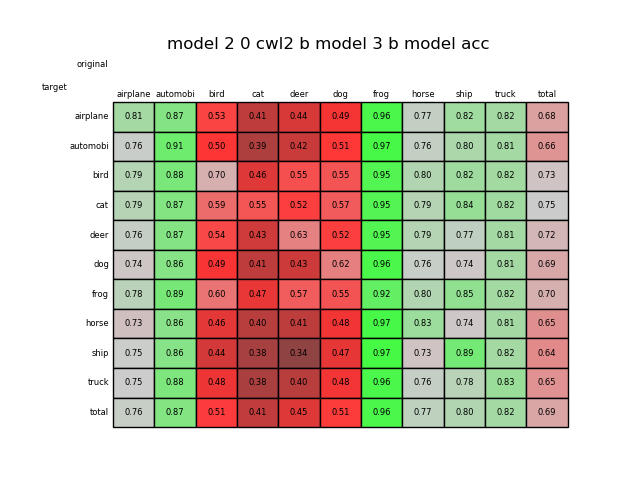 model 2 0 cwl2 b model 3 b model acc
original
target
airplane automobi bird cat deer dog frog horse ship truck total
airplane 0.81 0.87 0.53 0.41 0.44 0.49 0.96 0.77 0.82 0.82 0.68
automobi 0.76 0.91 0.50 0.39 0.42 0.51 0.97 0.76 0.80 0.81 0.66
bird 0.79 0.88 0.70 0.46 0.55 0.55 0.95 0.80 0.82 0.82 0.73
cat 0.79 0.87 0.59 0.55 0.52 0.57 0.95 0.79 0.84 0.82 0.75
deer 0.76 0.87 0.54 0.43 0.63 0.52 0.95 0.79 0.77 0.81 0.72
dog 0.74 0.86 0.49 0.41 0.43 0.62 0.96 0.76 0.74 0.81 0.69
frog 0.78 0.89 0.60 0.47 0.57 0.55 0.92 0.80 0.85 0.82 0.70
horse 0.73 0.86 0.46 0.40 0.41 0.48 0.97 0.83 0.74 0.81 0.65
ship 0.75 0.86 0.44 0.38 0.34 0.47 0.97 0.73 0.89 0.82 0.64
truck 0.75 0.88 0.48 0.38 0.40 0.48 0.96 0.76 0.78 0.83 0.65
total 0.76 0.87 0.51 0.41 0.45 0.51 0.96 0.77 0.80 0.82 0.69